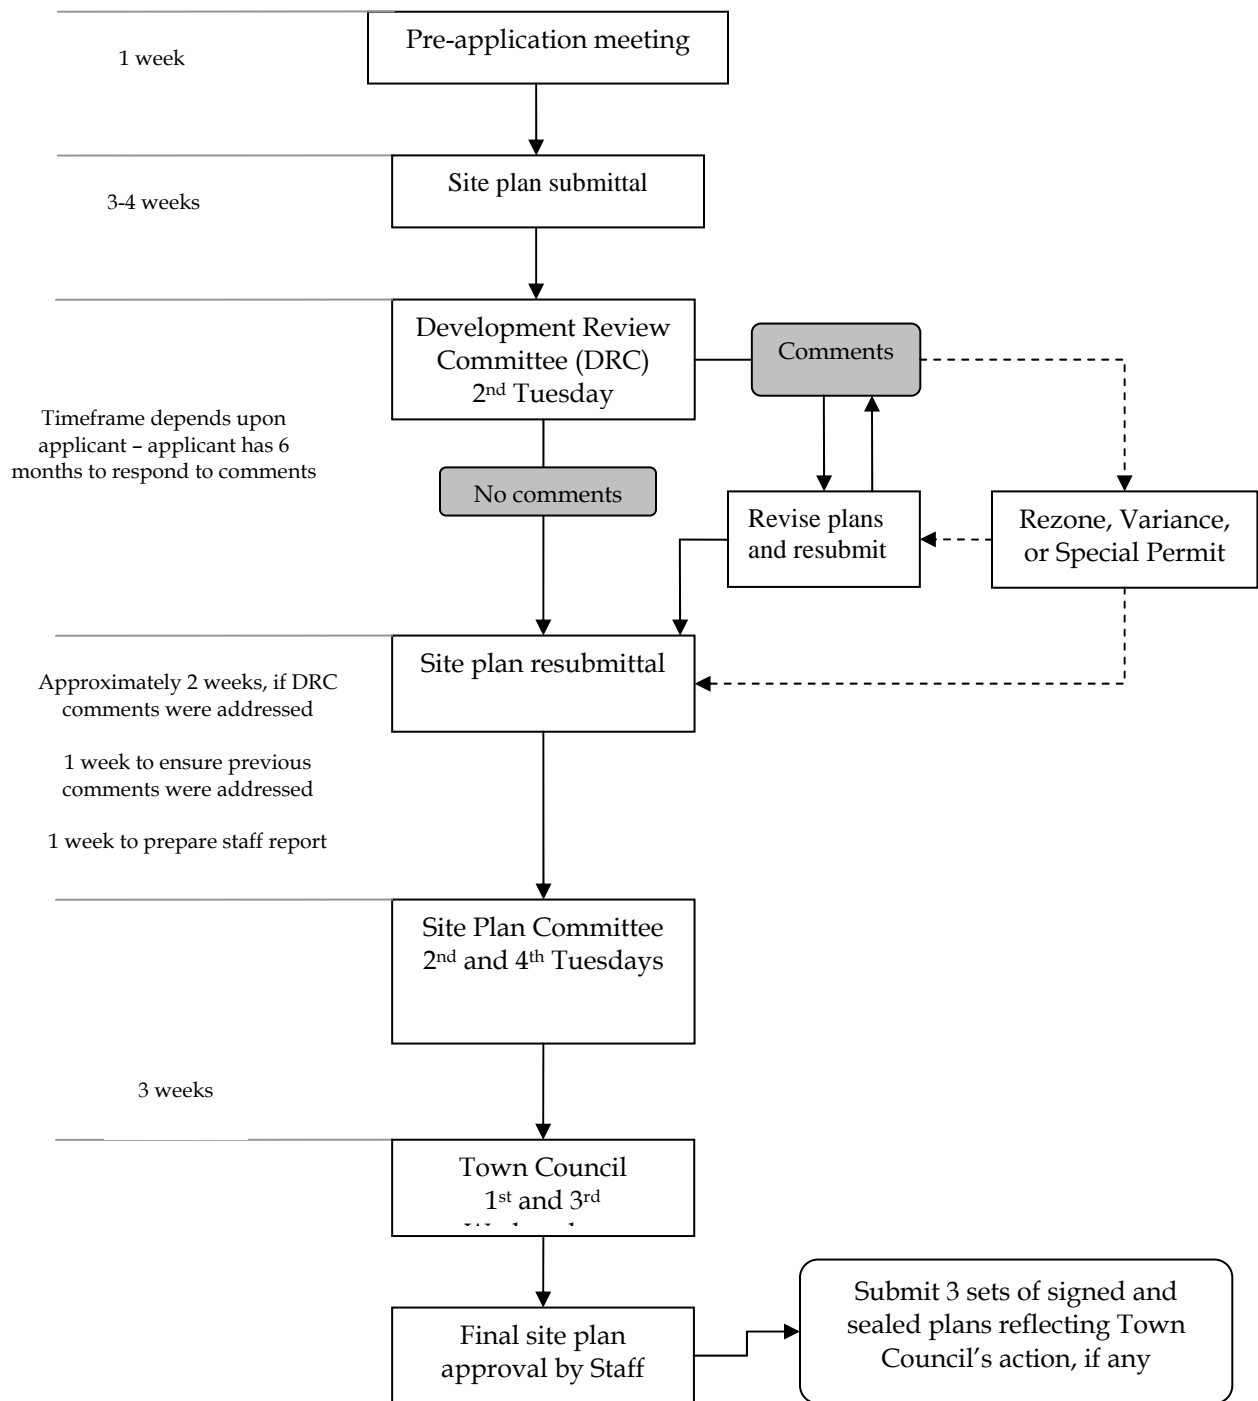 Pre-application meeting
1 week
Site plan submittal
3-4 weeks
Development Review
Committee (DRC)
2nd Tuesday
Comments
Timeframe depends upon
applicant – applicant has 6
months to respond to comments
No comments
Revise plans
and resubmit
Rezone, Variance,
or Special Permit
Site plan resubmittal
Approximately 2 weeks, if DRC
comments were addressed
1 week to ensure previous
comments were addressed
1 week to prepare staff report
Site Plan Committee
2nd and 4th Tuesdays
3 weeks
Town Council
1st and 3rd
Final site plan
approval by Staff
Submit 3 sets of signed and
sealed plans reflecting Town
Council's action, if any